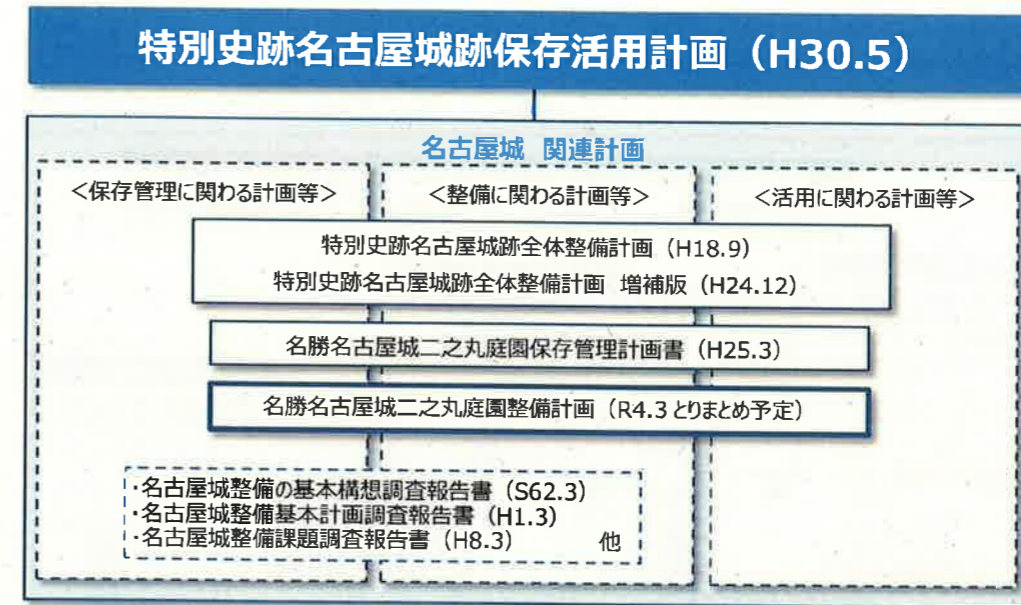 特別史跡名古屋城跡保存活用計画（H30.5）
名古屋城 関連計画
＜保存管理に関わる計画等＞
＜整備に関わる計画等＞
＜活用に関わる計画等＞
特別史跡名古屋城跡全体整備計画（H18.9）
特別史跡名古屋城跡全体整備計画 増補版（H24.12）
名勝名古屋城二之丸庭園保存管理計画書（H25.3）
名勝名古屋城二之丸庭園整備計画（R4.3 とりまとめ予定）
・名古屋城整備の基本構想調査報告書（S62.3）
・名古屋城整備基本計画調査報告書（H1.3）
・名古屋城整備課題調査報告書（H8.3） 他